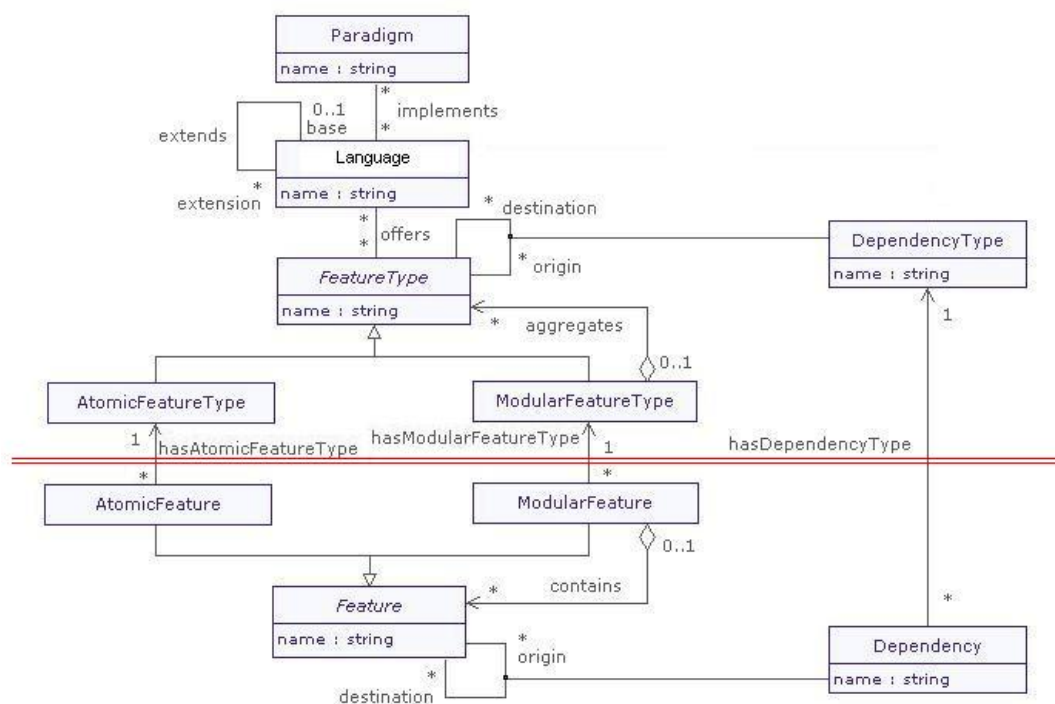 Paradigm
name : string
*
implements
0..1
base
extends
*
Language
name : string
*
extension
*
offers
*
* destination
FeatureType
name : string
* origin
DependencyType
name : string
*
aggregates
1
0..1
AtomicFeatureType
ModularFeatureType
1
hasAtomicFeatureType
hasModularFeatureType
1
hasDependencyType
*
*
AtomicFeature
ModularFeature
0..1
* contains
*
Feature
name : string
*
origin
Dependency
name : string
*
destination